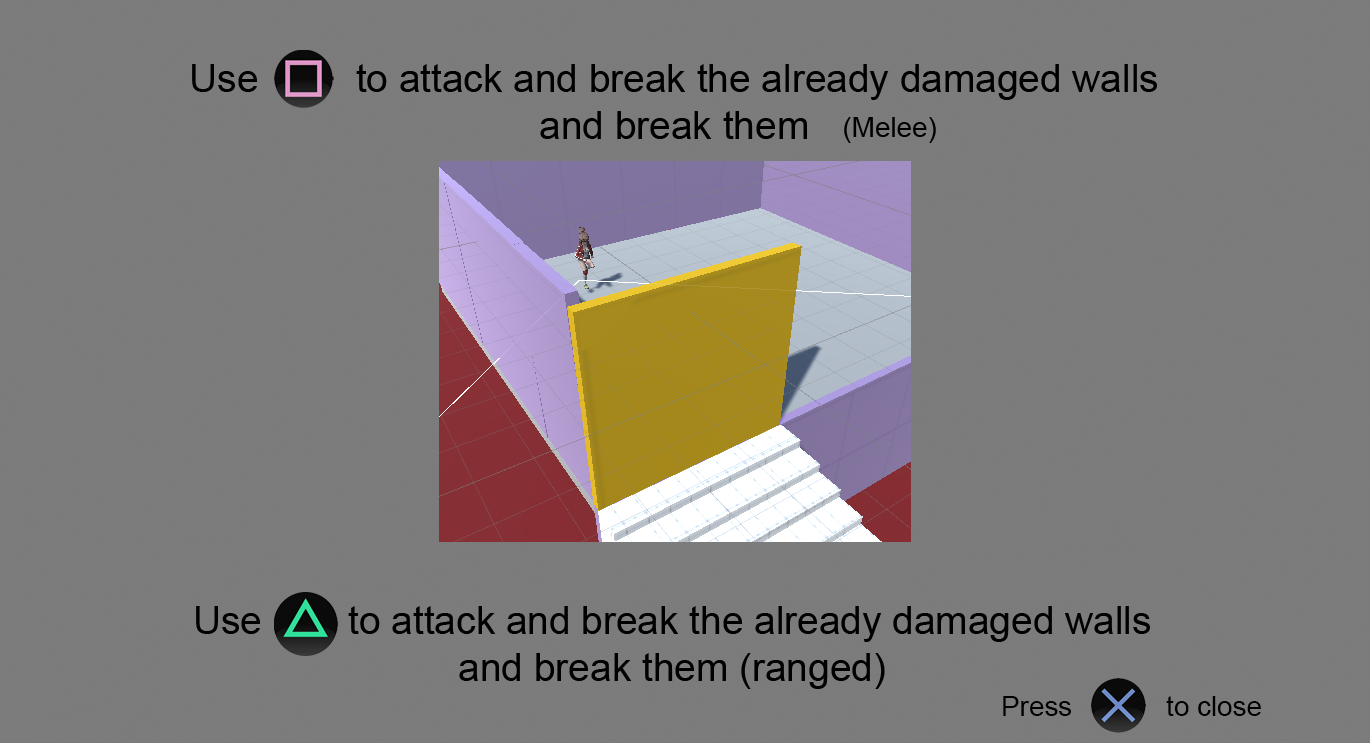 Use to attack and break the already damaged walls
and break them (Melee)
Use to attack and break the already damaged walls
and break them (ranged)
Press to close